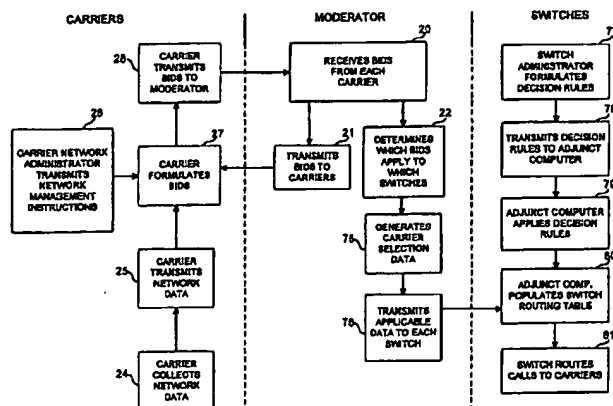 CARRIERS
MODERATOR
SWITCHES
28
CARRIER
TRANSMITS
BIDS TO
MODERATOR
20
RECEIVES BIDS
FROM EACH
CARRIER
SWITCH
ADMINISTRATOR
FORMULATES
DECISION RULES
26
CARRIER NETWORK
ADMINISTRATOR
TRANSMITS
NETWORK
MANAGEMENT
INSTRUCTIONS
27
CARRIER
FORMULATES
BIDS
21
TRANSMITS
BIDS TO
CARRIERS
22
DETERMINES
WHICH BIDS
APPLY TO
WHICH
SWITCHES
TRANSMITS DECISION
RULES TO ADJUNCT
COMPUTER
ADJUNCT COMPUTER
APPLIES DECISION
RULES
25
CARRIER
TRANSMITS
NETWORK
DATA
75
GENERATES
CARRIER
SELECTION
DATA
ADJUNCT COMP.
POPULATES SWITCH
ROUTING TABLE
76
TRANSMITS
APPLICABLE
DATA TO EACH
SWITCH
24
CARRIER
COLLECTS
NETWORK
DATA
81
SWITCH ROUTES
CALLS TO CARRIERS